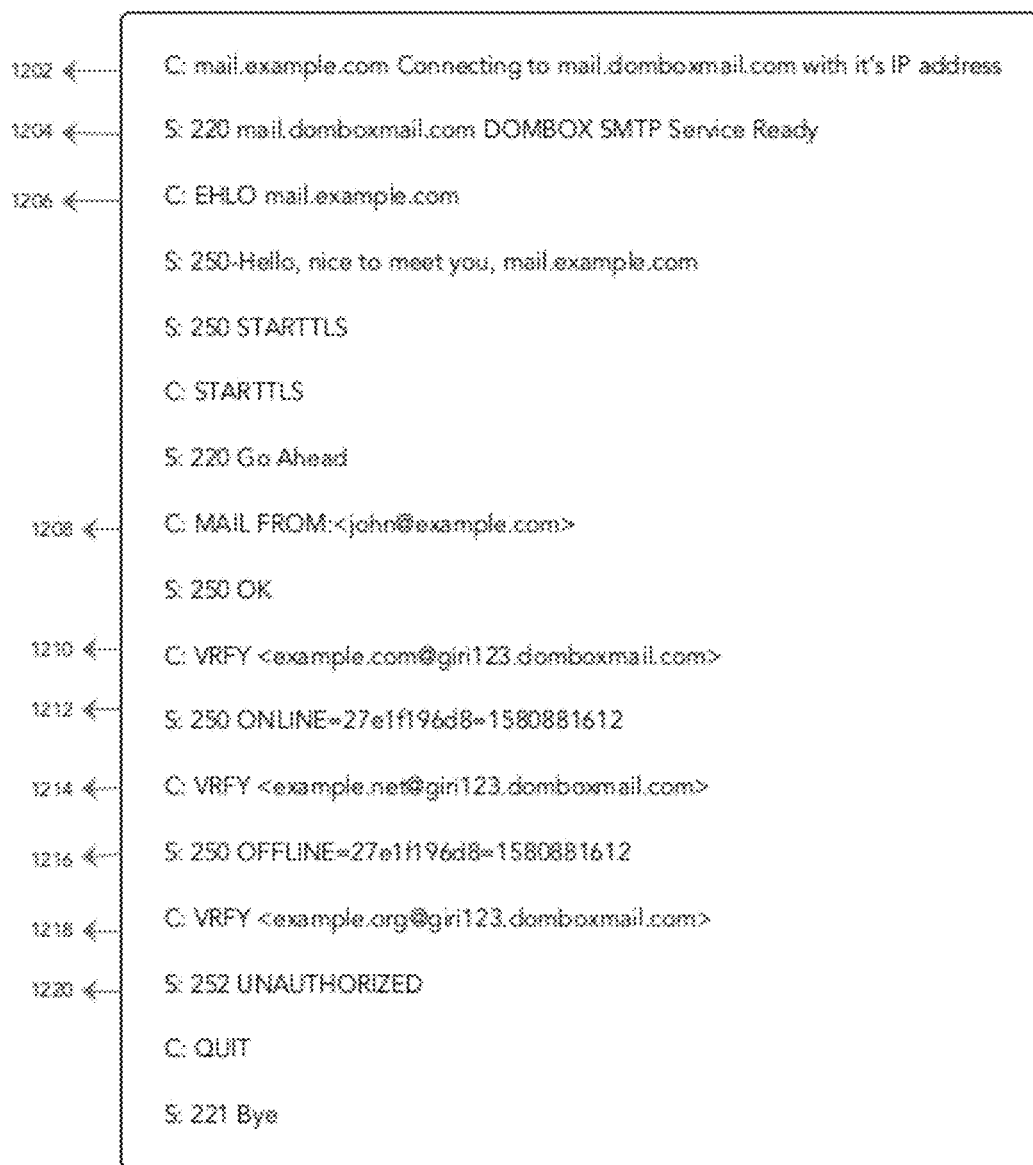 1202 C: mail.example.com Connecting to mail.domboxmail.com with it's IP address
1204 S: 220 mail.domboxmail.com DOMBOX SMTP Service Ready
1206 C: EHLO mail.example.com
S: 250-Hello, nice to meet you, mail.example.com
S: 250 STARTTLS
C: STARTTLS
S: 220 Go Ahead
1208 C: MAIL FROM:<john@example.com>
S: 250 OK
1210 C: VRFY <example.com@giri123.domboxmail.com>
1212 S: 250 ONLINE=27e1f196d8=1580881612
1214 C: VRFY <example.net@giri123.domboxmail.com>
1216 S: 250 OFFLINE=27e1f196d8=1580881612
1218 C: VRFY <example.org@giri123.domboxmail.com>
1220 S: 252 UNAUTHORIZED
C: QUIT
S: 221 Bye